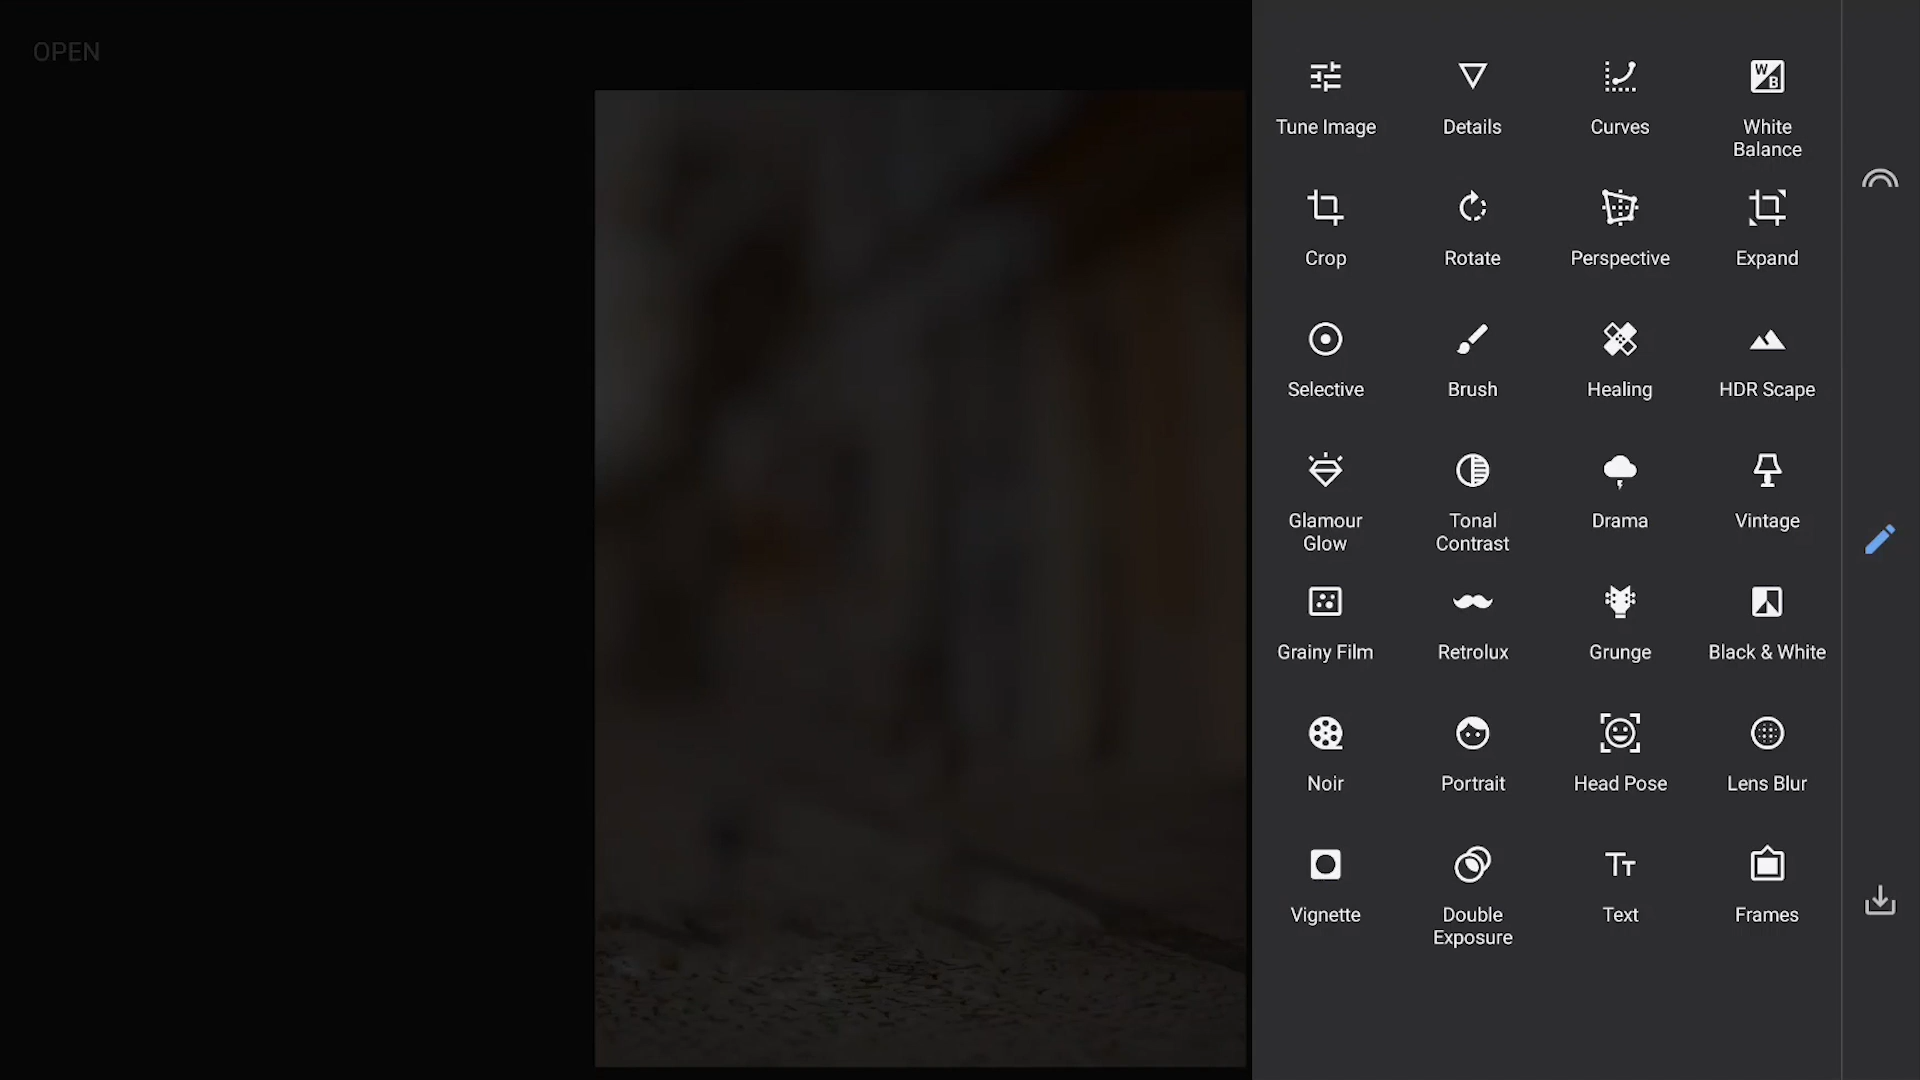 OPEN
Tune Image
Details
Curves
White
Balance
Crop
Rotate
Perspective
Expand
Selective
Brush
Healing
HDR Scape
Glamour
Glow
Tonal
Contrast
Drama
Vintage
Grainy Film
Retrolux
Grunge
Black & White
Noir
Portrait
Head Pose
Lens Blur
Vignette
Double
Exposure
Text
Frames